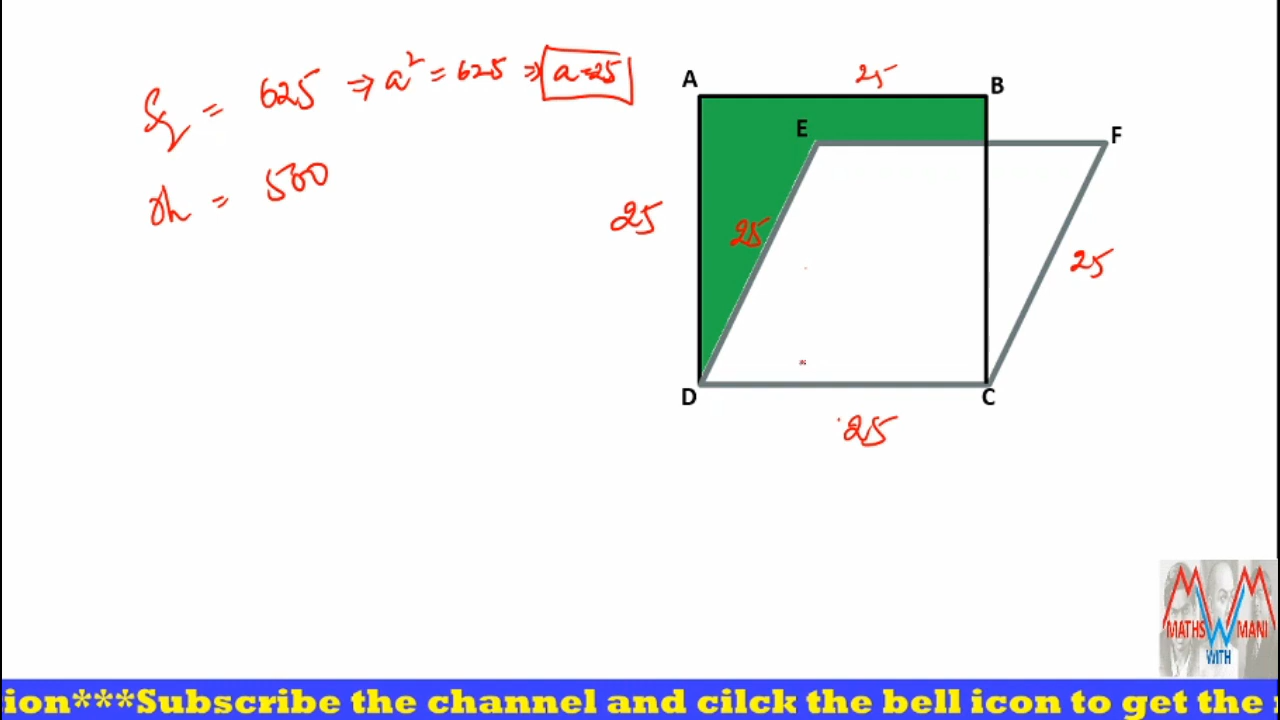 Sq = 625 ⇒ a² = 625 ⇒ a=25
rh = 500
A
25
B
E
F
25
25
25
D
C
25
MATHS MANI
WITH
ion***Subscribe the channel and cilck the bell icon to get the